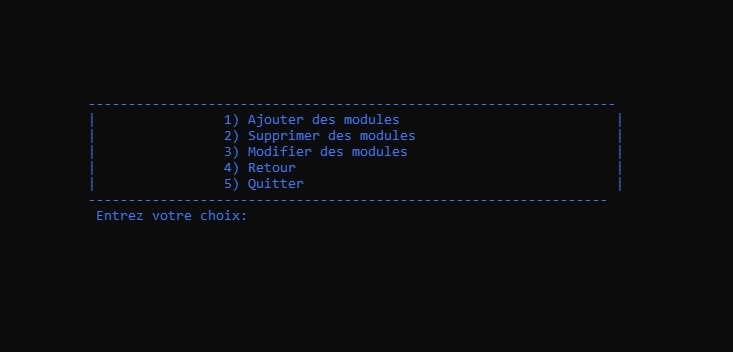 ------------------------------------------------------------------
| 1) Ajouter des modules |
| 2) Supprimer des modules |
| 3) Modifier des modules |
| 4) Retour |
| 5) Quitter |
-----------------------------------------------------------------
Entrez votre choix: